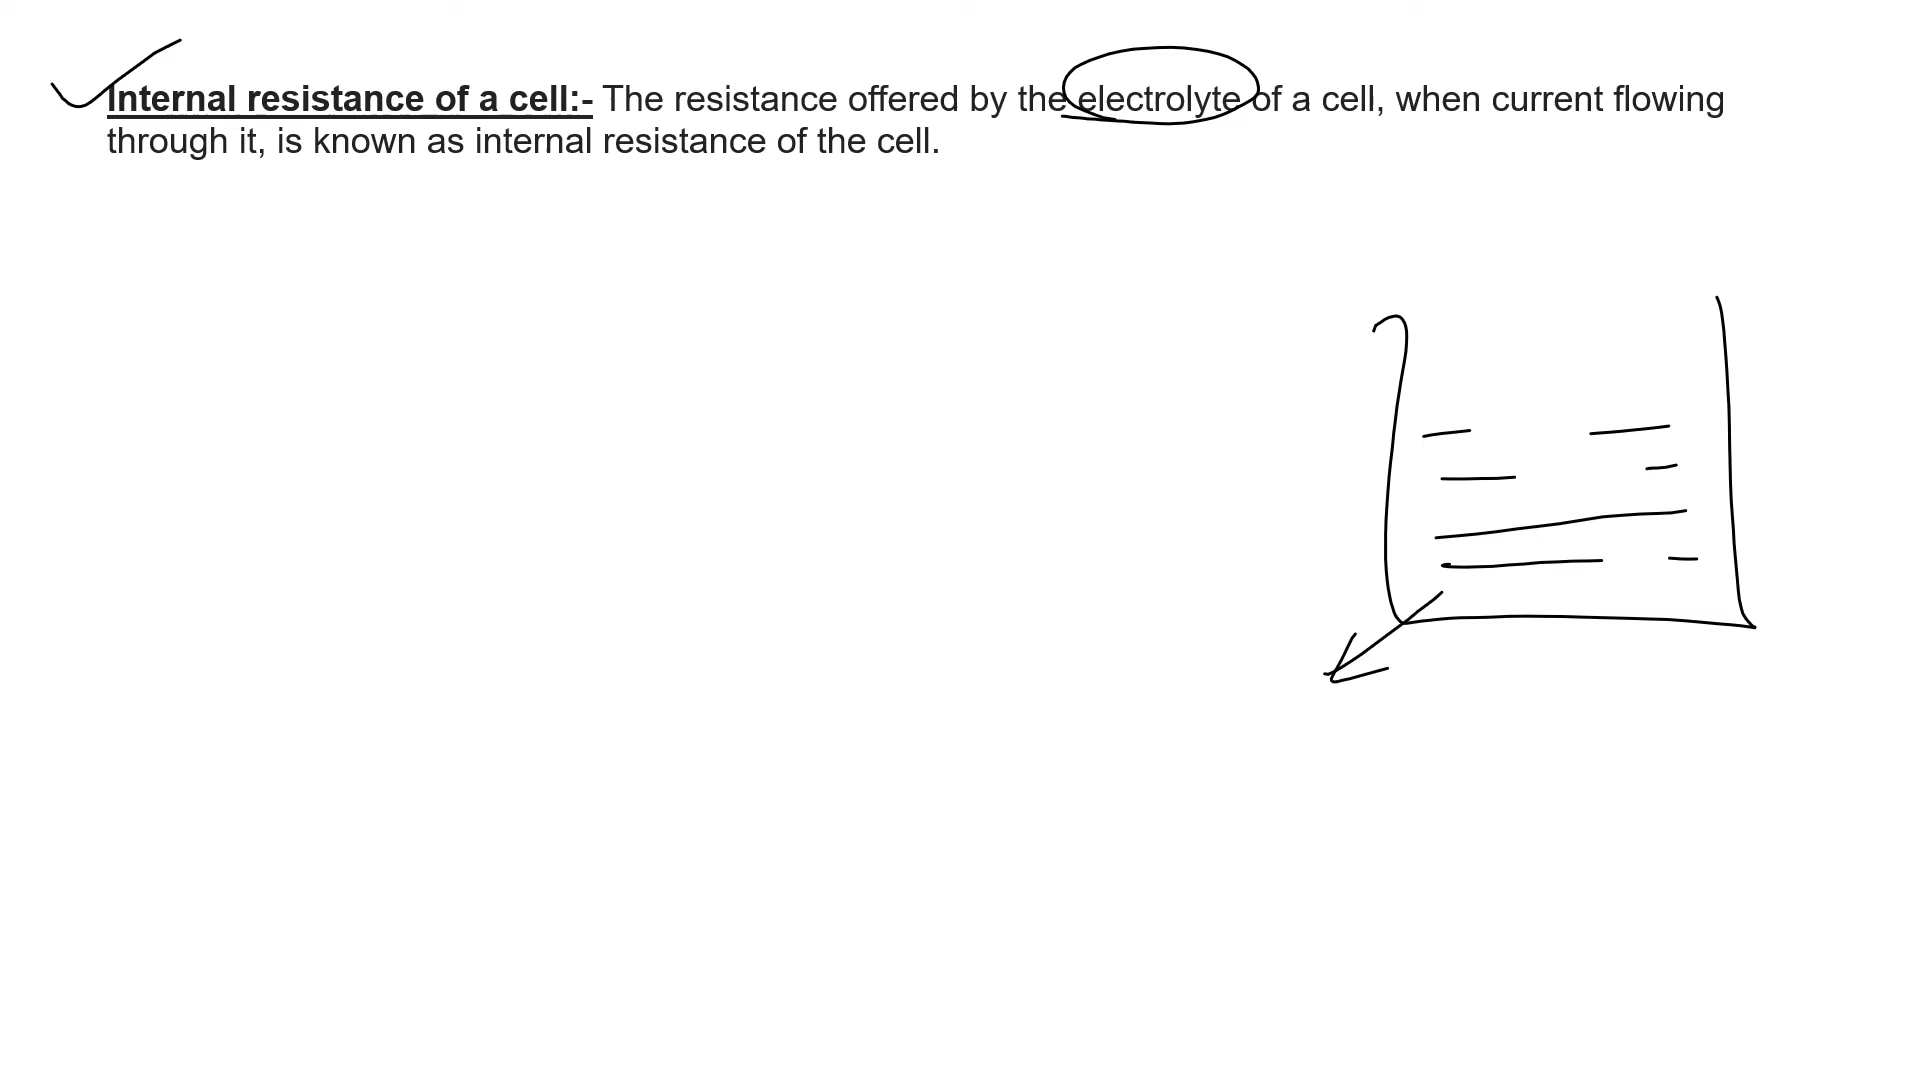 Internal resistance of a cell:- The resistance offered by the electrolyte of a cell, when current flowing
through it, is known as internal resistance of the cell.